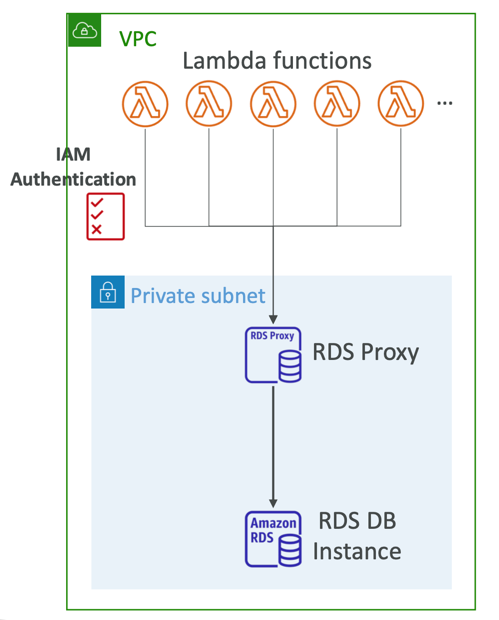 VPC
Lambda functions
...
IAM
Authentication
Private subnet
RDS Proxy
RDS Proxy
Amazon
RDS
RDS DB
Instance